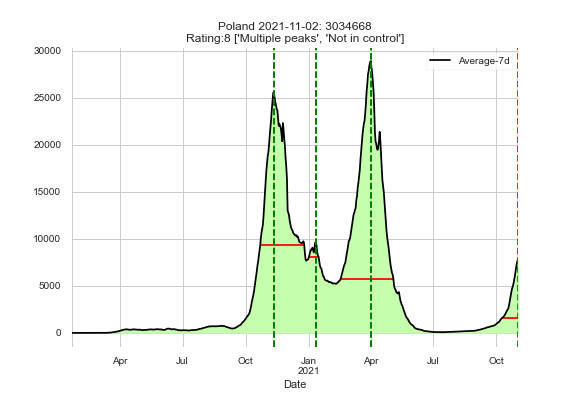 Poland 2021-11-02: 3034668
Rating:8 ['Multiple peaks', 'Not in control']
Average-7d
30000
25000
20000
15000
10000
5000
0
Apr
Jul
Oct
Jan
2021
Apr
Jul
Oct
Date